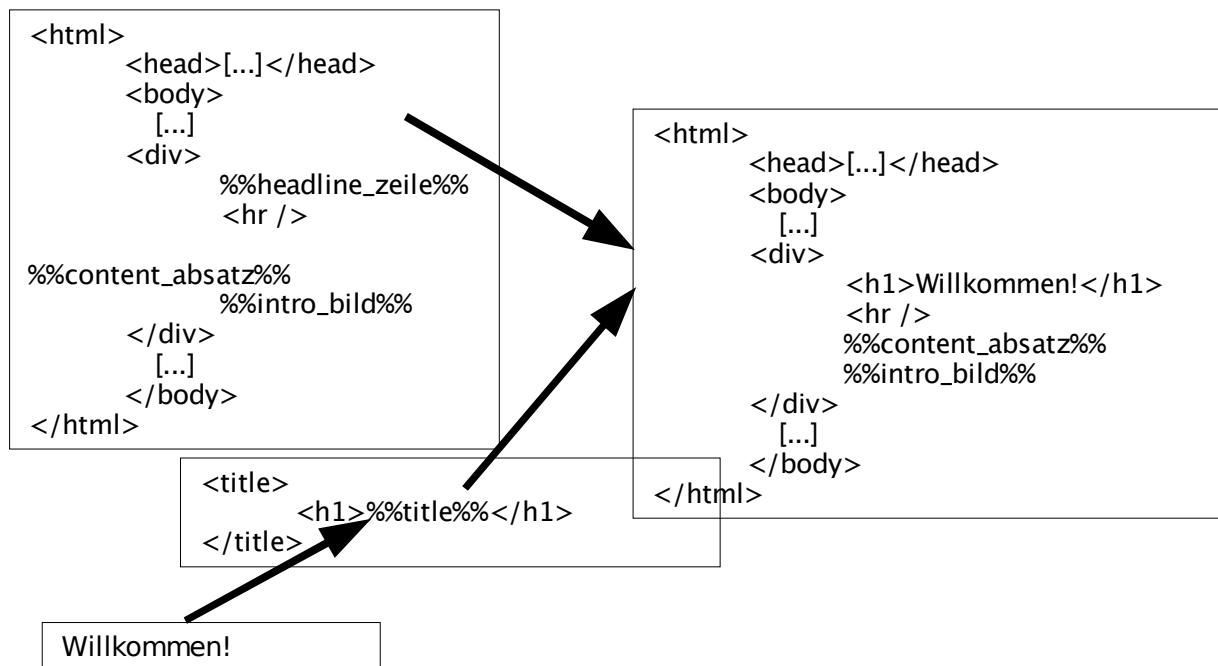 <html>
<head>[...]</head>
<body>
[...]
<div>
%%headline_zeile%%
<hr />
%%content_absatz%%
%%intro_bild%%
</div>
[...]
</body>
</html>
<html>
<head>[...]</head>
<body>
[...]
<div>
<h1>Willkommen!</h1>
<hr />
%%content_absatz%%
%%intro_bild%%
</div>
[...]
</body>
</html>
<title>
<h1>%%title%%</h1>
</title>
Willkommen!